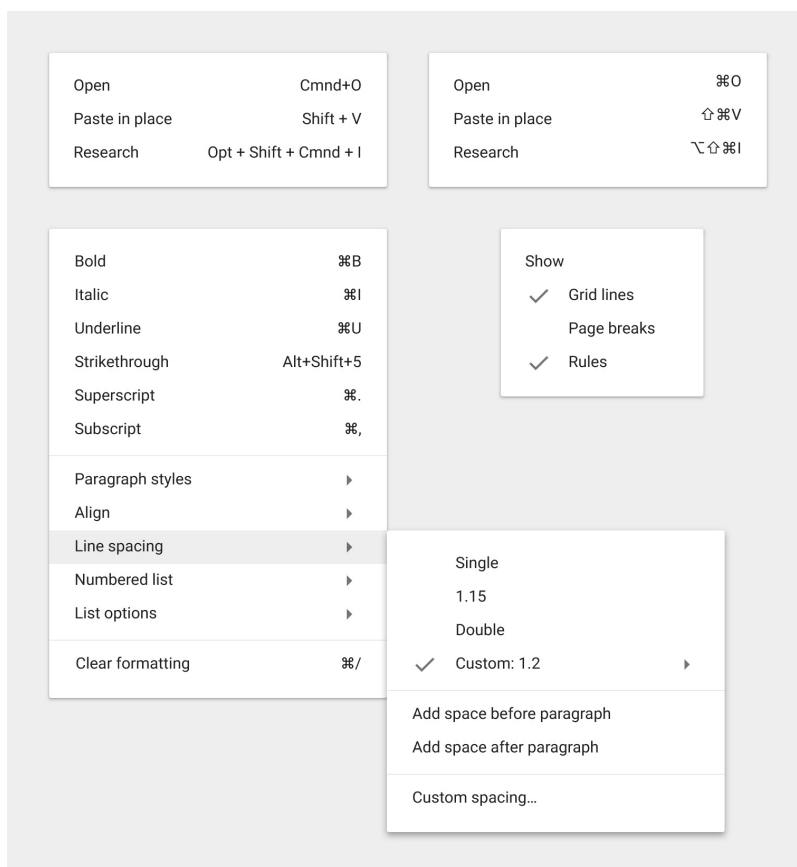 Open Cmnd+O
Paste in place Shift + V
Research Opt + Shift + Cmnd + I
Open ⌘O
Paste in place ⇧⌘V
Research ⌥⇧⌘I
Bold ⌘B
Italic ⌘I
Underline ⌘U
Strikethrough Alt+Shift+5
Superscript ⌘.
Subscript ⌘,
Paragraph styles
Align
Line spacing
Numbered list
List options
Clear formatting ⌘/
Show
Grid lines
Page breaks
Rules
Single
1.15
Double
Custom: 1.2
Add space before paragraph
Add space after paragraph
Custom spacing…